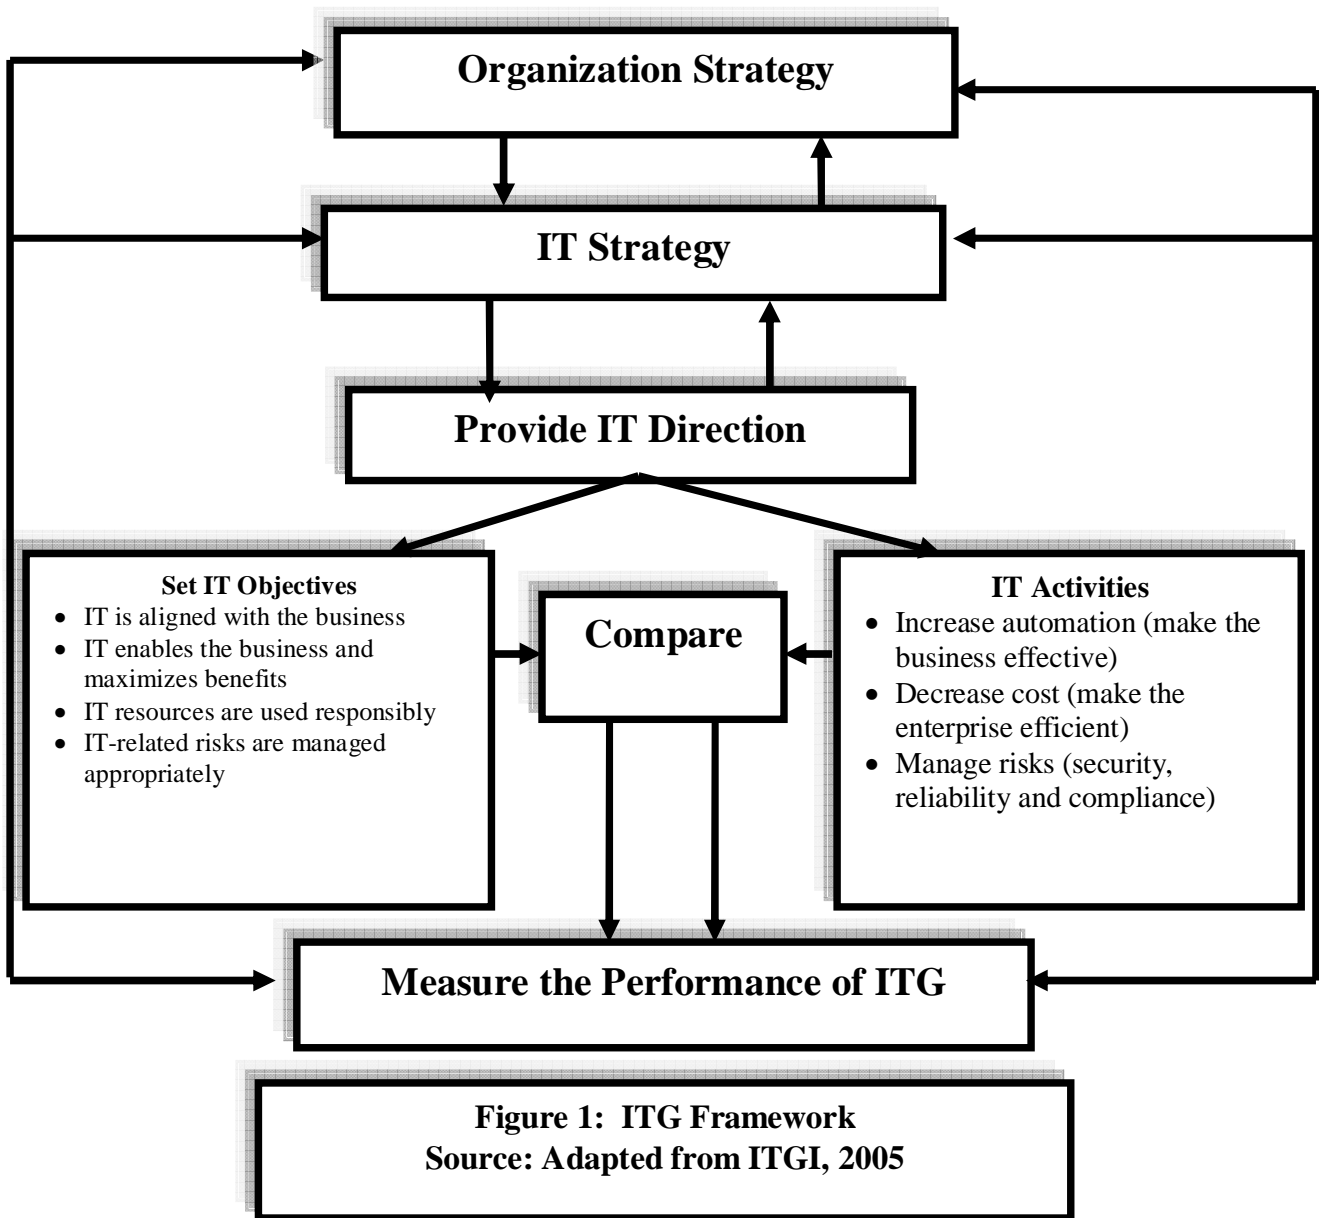 Organization Strategy
IT Strategy
Provide IT Direction
Set IT Objectives
• IT is aligned with the business
• IT enables the business and
maximizes benefits
• IT resources are used responsibly
• IT-related risks are managed
appropriately
Compare
IT Activities
• Increase automation (make the
business effective)
• Decrease cost (make the
enterprise efficient)
• Manage risks (security,
reliability and compliance)
Measure the Performance of ITG
Figure 1: ITG Framework
Source: Adapted from ITGI, 2005